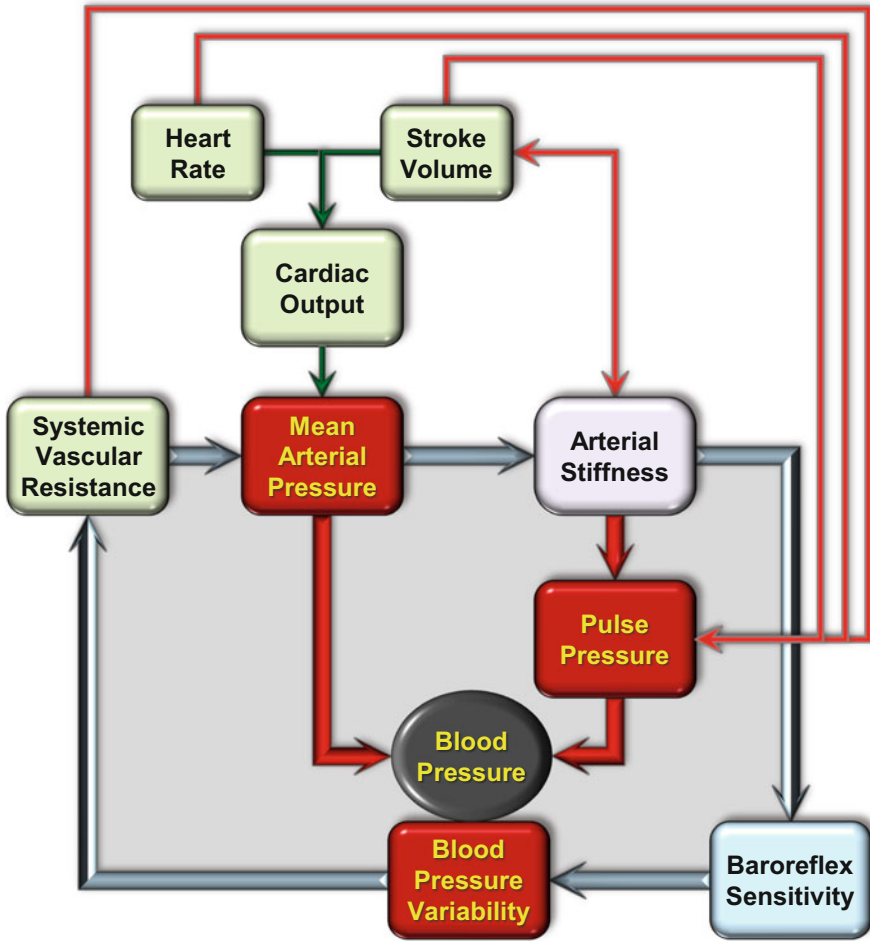 Heart
Rate
Stroke
Volume
Cardiac
Output
Systemic
Vascular
Resistance
Mean
Arterial
Pressure
Arterial
Stiffness
Pulse
Pressure
Blood
Pressure
Blood
Pressure
Variability
Baroreflex
Sensitivity